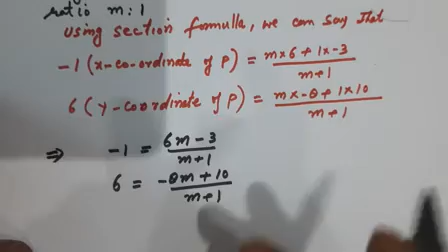 ratio m : 1
Using section formulla, we can say that
-1 (x-co-ordinate of P) = (m×6 + 1×-3)/(m+1)
6 (y-coordinate of P) = (m×-8 + 1×10)/(m+1)
⇒ -1 = (6m-3)/(m+1)
6 = (-8m+10)/(m+1)